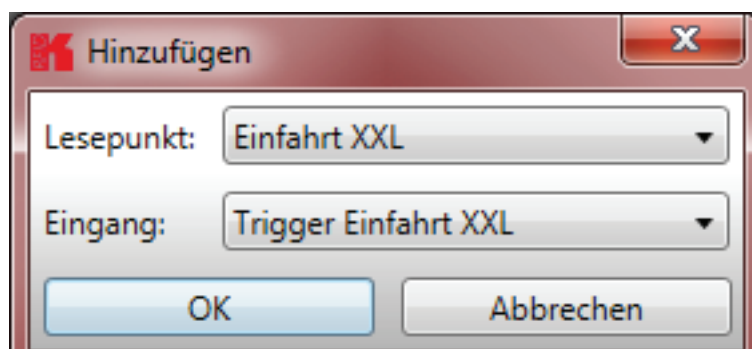 Hinzufügen
Lesepunkt: Einfahrt XXL
Eingang: Trigger Einfahrt XXL
OK Abbrechen